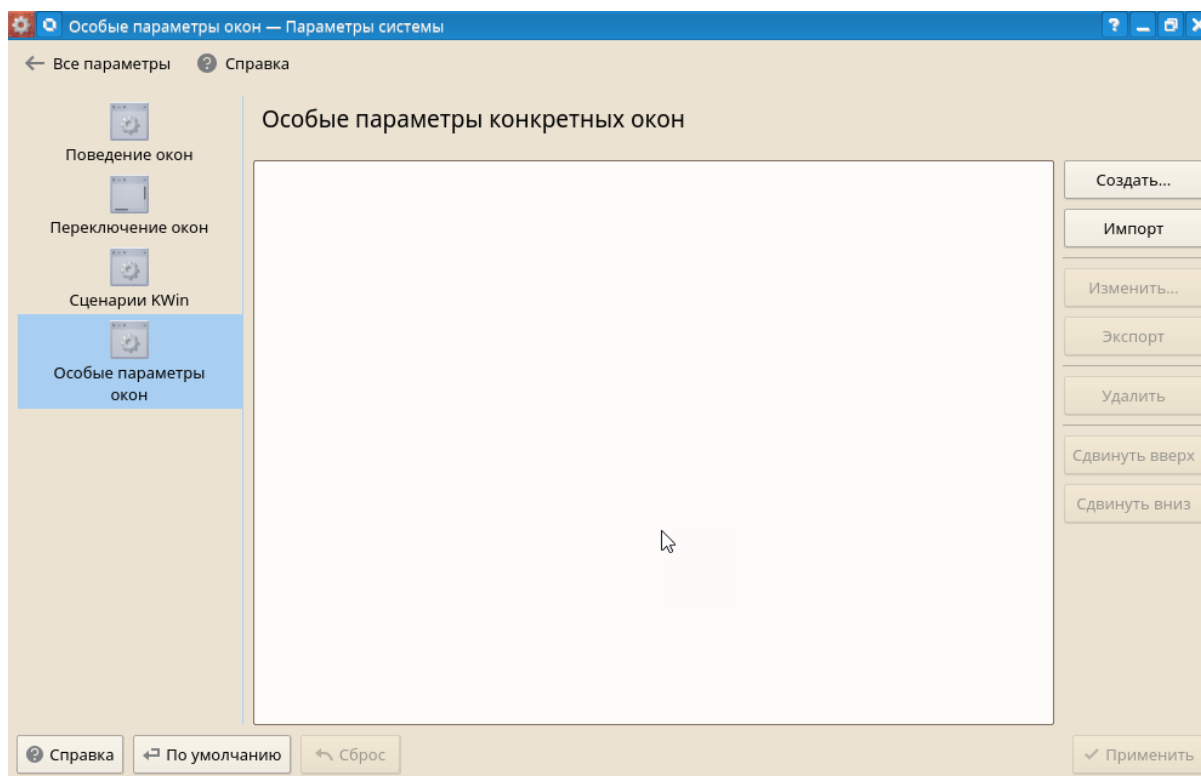 Особые параметры окон — Параметры системы
Все параметры Справка
Поведение окон
Переключение окон
Сценарии KWin
Особые параметры
окон
Особые параметры конкретных окон
Создать...
Импорт
Изменить...
Экспорт
Удалить
Сдвинуть вверх
Сдвинуть вниз
Справка По умолчанию Сброс Применить